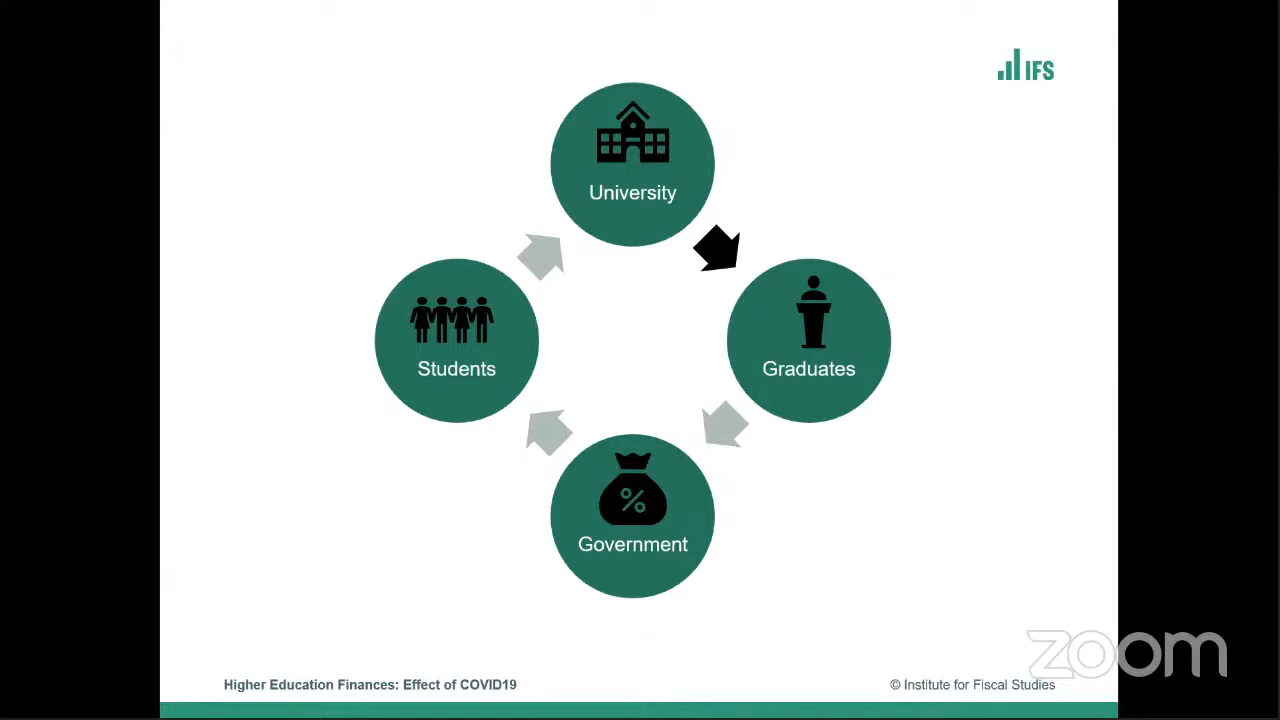 IFS
University
Students
Graduates
%
Government
zoom
Higher Education Finances: Effect of COVID19
© Institute for Fiscal Studies